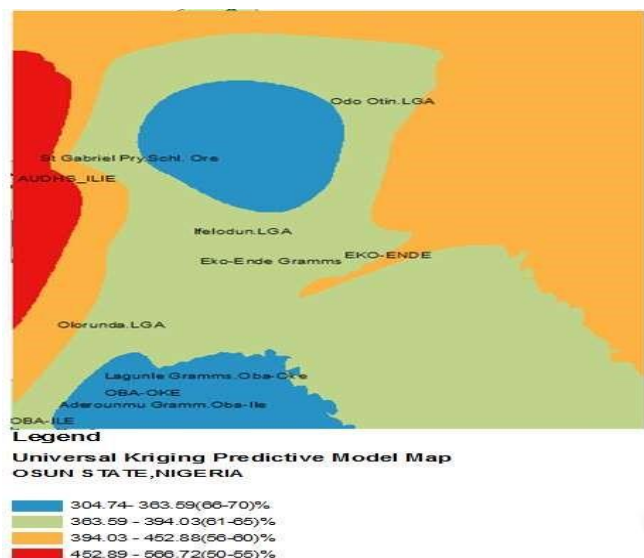 Odo Otin.LGA
St Gabriel Pry.Schl. Ore
AUDHS_ILIE
Ifelodun.LGA
EKO-ENDE
Eko-Ende Gramms
Olorunda.LGA
Lagunle Gramms.Oba-Oke
OBA-OKE
Aderounmu Gramm.Oba-Ile
OBA-ILE
Legend
Universal Kriging Predictive Model Map
OSUN STATE,NIGERIA
304.74- 363.59(66-70)%
363.59 - 394.03(61-65)%
394.03 - 452.88(56-60)%
452.89 - 566.72(50-55)%